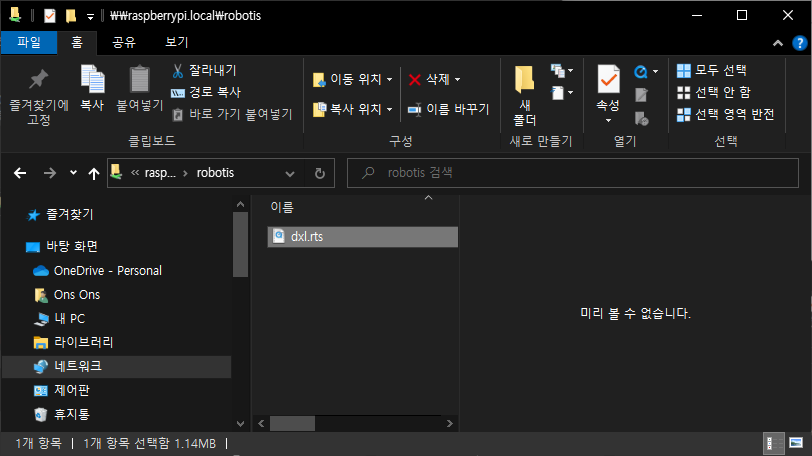 ₩₩raspberrypi.local₩robotis
파일 홈 공유 보기
즐겨찾기에 고정
복사
붙여넣기
잘라내기
경로 복사
바로 가기 붙여넣기
클립보드
이동 위치
복사 위치
삭제
이름 바꾸기
구성
새 폴더
새로 만들기
속성
열기
모두 선택
선택 안 함
선택 영역 반전
선택
« rasp... › robotis
robotis 검색
즐겨찾기
바탕 화면
OneDrive - Personal
Ons Ons
내 PC
라이브러리
네트워크
제어판
휴지통
이름
dxl.rts
미리 볼 수 없습니다.
1개 항목 | 1개 항목 선택함 1.14MB |